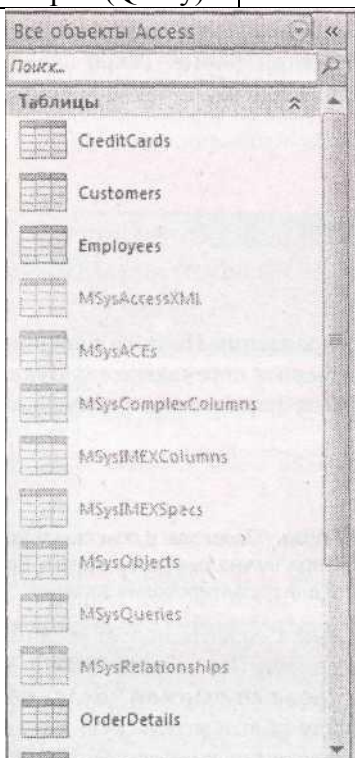 Все объекты Access
Поиск...
Таблицы
CreditCards
Customers
Employees
MSysAccessXML
MSysACEs
MSysComplexColumns
MSysIMEXColumns
MSysIMEXSpecs
MSysObjects
MSysQueries
MSysRelationships
OrderDetails